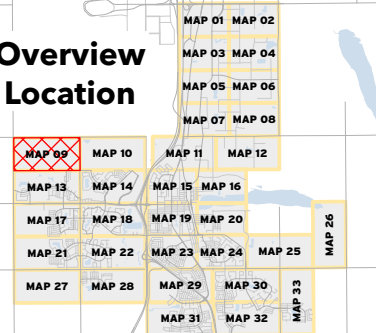 MAP 01 MAP 02
Overview
Location
MAP 03 MAP 04
MAP 05 MAP 06
MAP 07 MAP 08
MAP 09 MAP 10 MAP 11 MAP 12
MAP 13 MAP 14 MAP 15 MAP 16
MAP 17 MAP 18 MAP 19 MAP 20
MAP 26
MAP 21 MAP 22 MAP 23 MAP 24 MAP 25
MAP 27 MAP 28 MAP 29 MAP 30
MAP 33
MAP 31 MAP 32